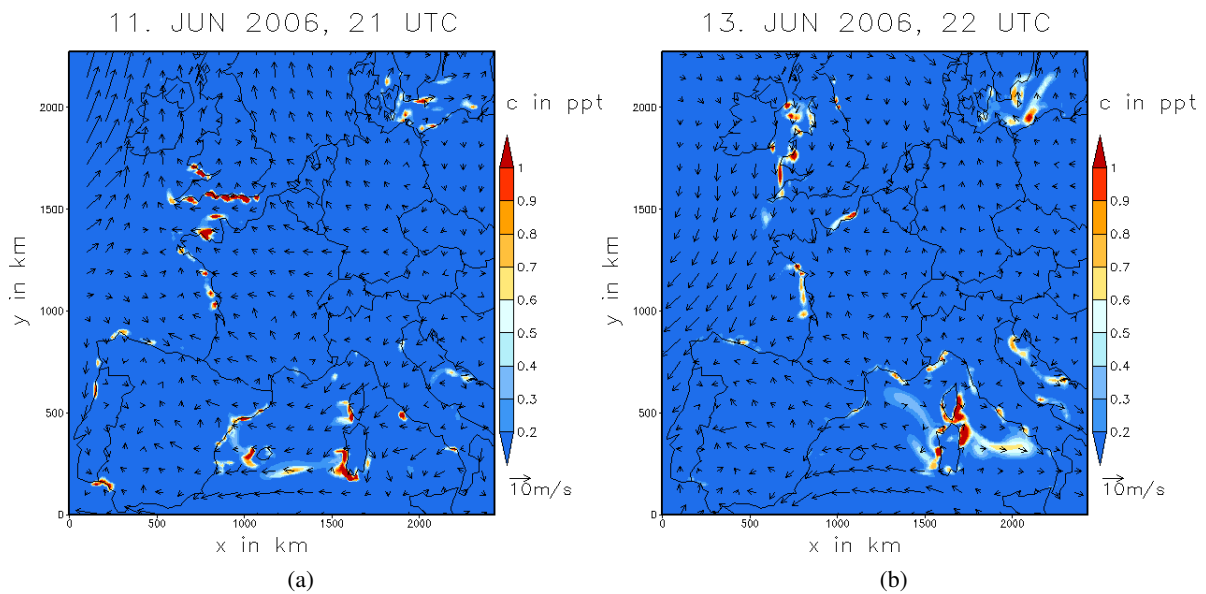 11. JUN 2006, 21 UTC
c in ppt
1
0.9
0.8
0.7
0.6
0.5
0.4
0.3
0.2
10m/s
y in km
2000
1500
1000
500
0
0 500 1000 1500 2000
x in km
(a)
13. JUN 2006, 22 UTC
c in ppt
1
0.9
0.8
0.7
0.6
0.5
0.4
0.3
0.2
10m/s
y in km
2000
1500
1000
500
0
0 500 1000 1500 2000
x in km
(b)